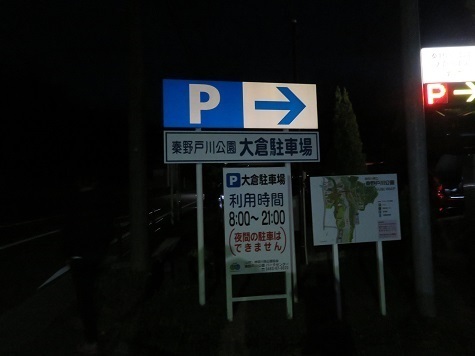 P →
秦野戸川公園 大倉駐車場
P 大倉駐車場
利用時間
8:00~21:00
(夜間の駐車は
できません)
P